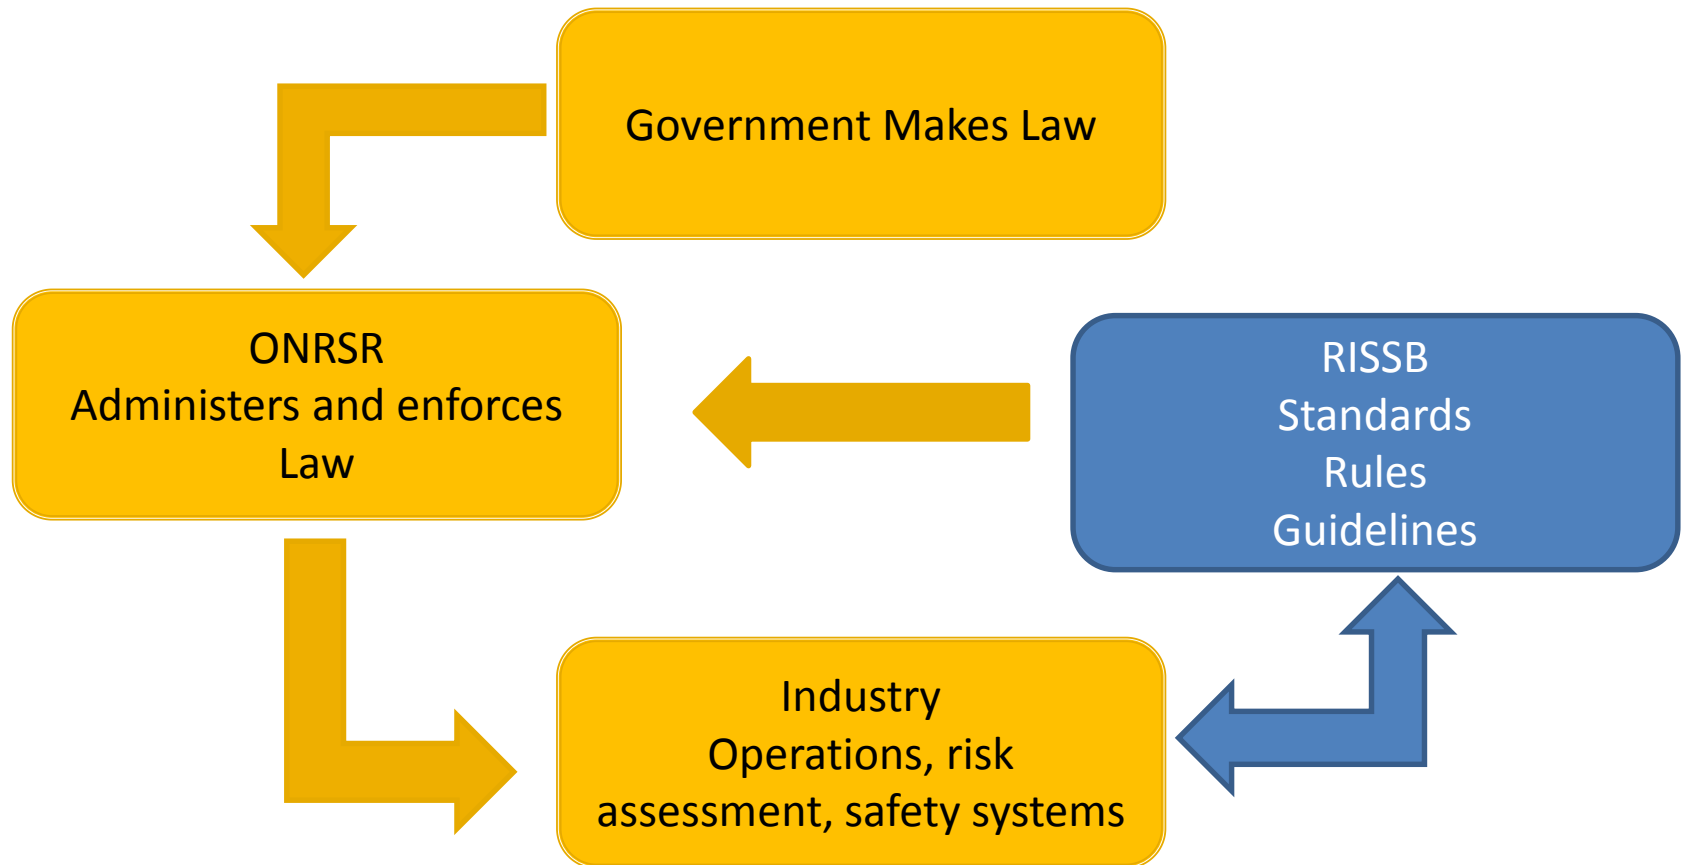 Government Makes Law
ONRSR
Administers and enforces
Law
RISSB
Standards
Rules
Guidelines
Industry
Operations, risk
assessment, safety systems